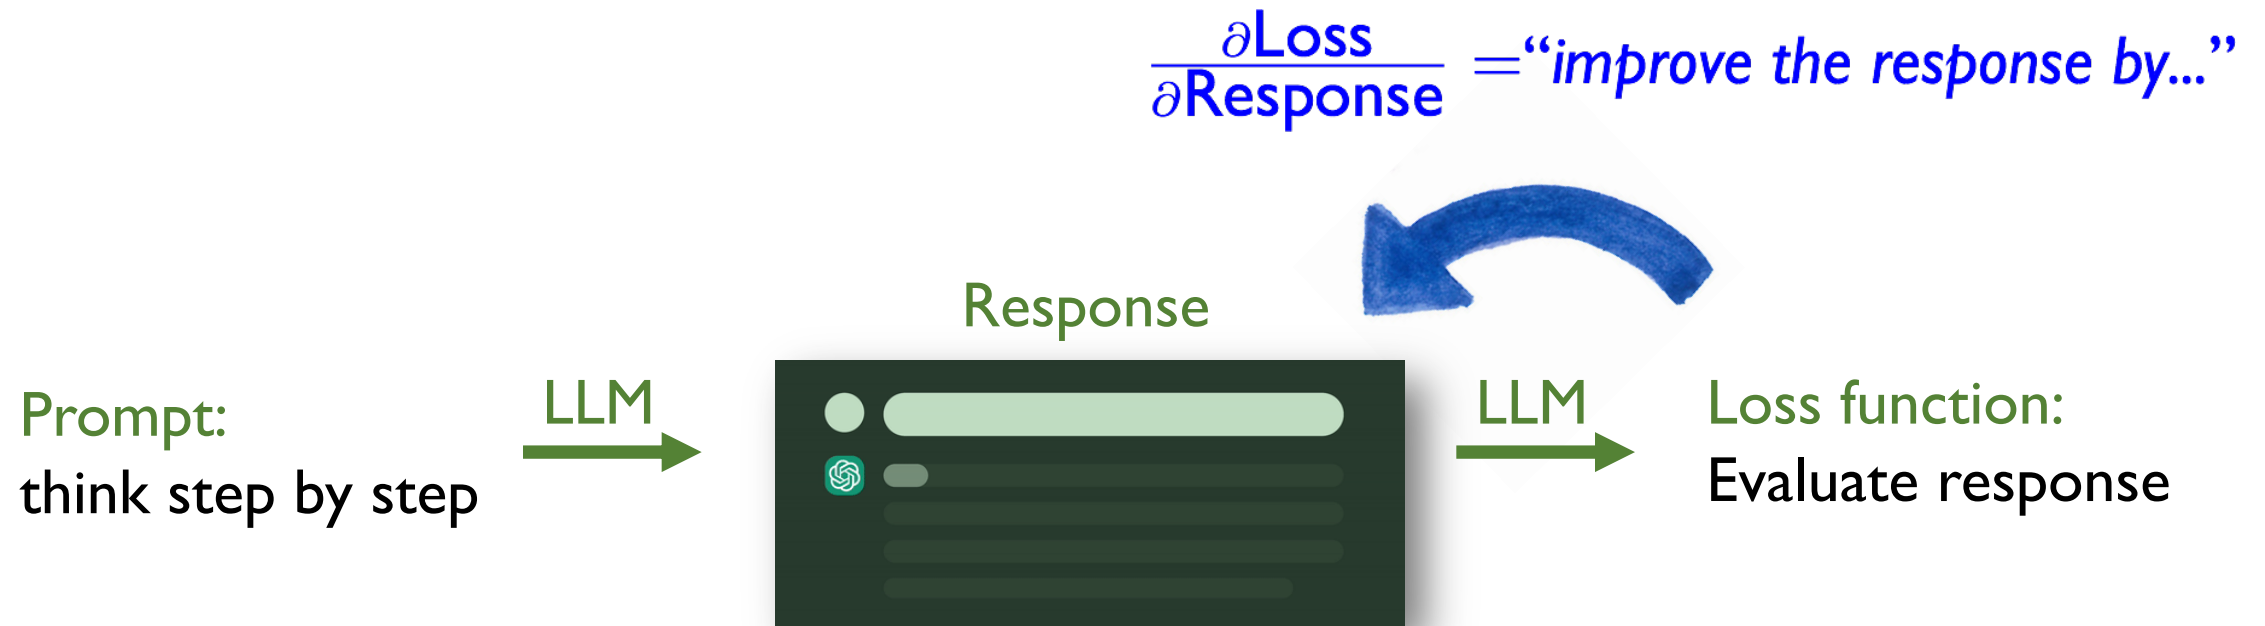 ∂Loss
∂Response
=“improve the response by...”
Response
Prompt:
think step by step
LLM
LLM
Loss function:
Evaluate response